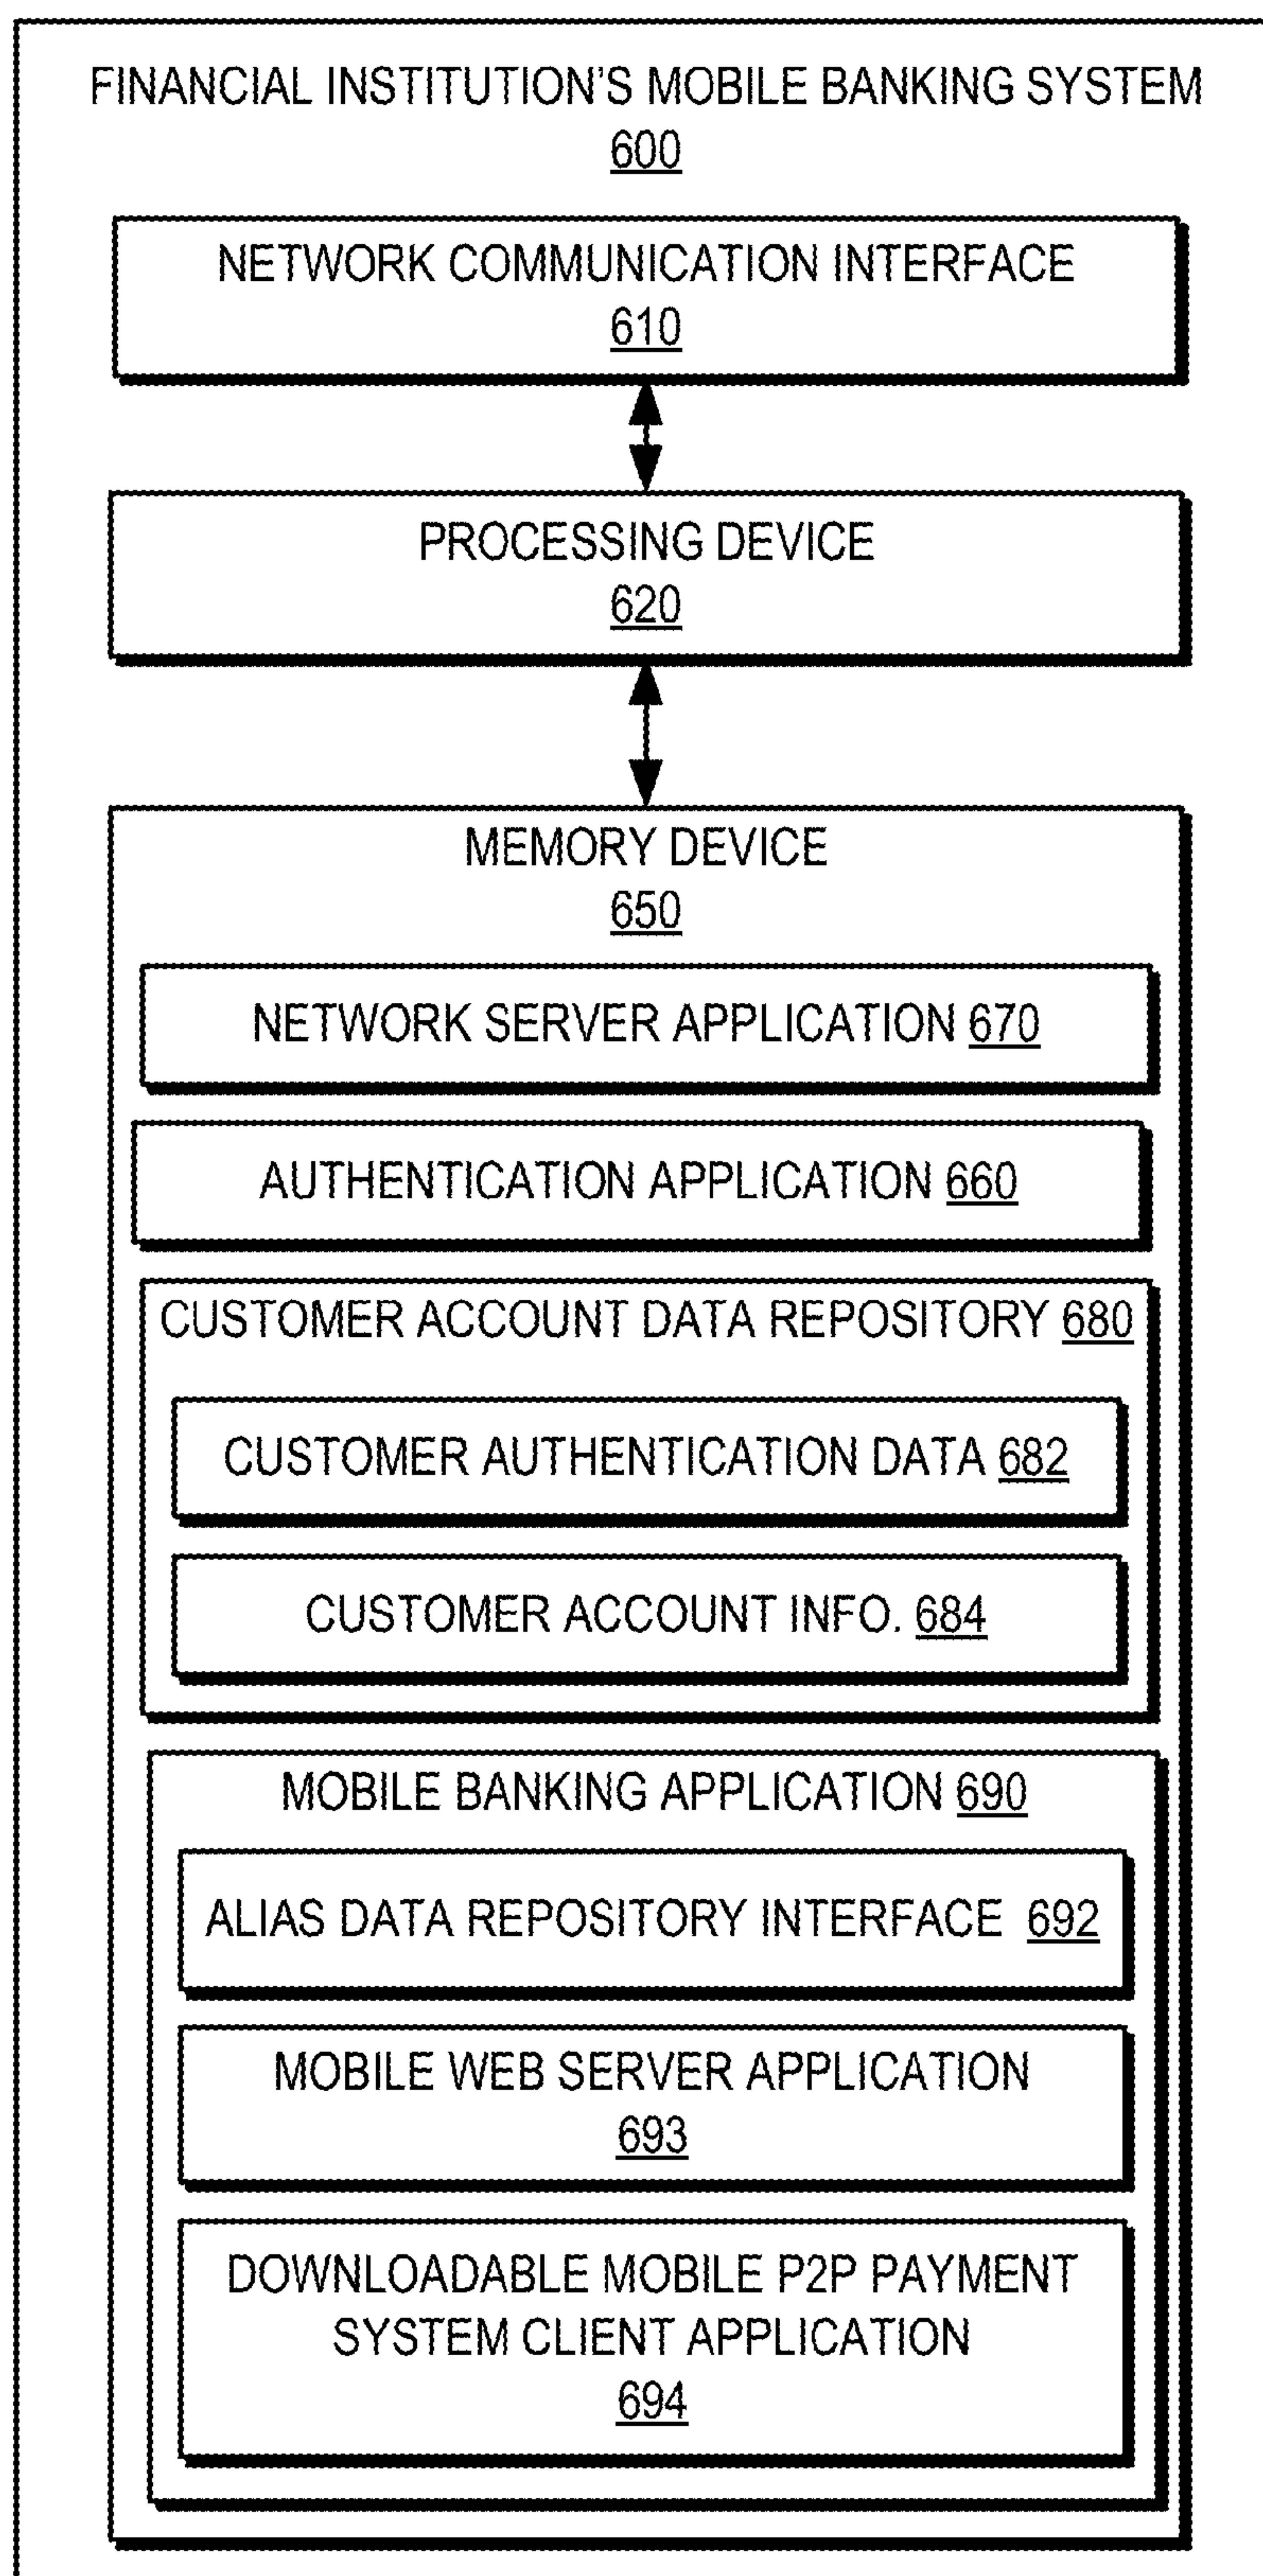 FINANCIAL INSTITUTION'S MOBILE BANKING SYSTEM
600
NETWORK COMMUNICATION INTERFACE
610
PROCESSING DEVICE
620
MEMORY DEVICE
650
NETWORK SERVER APPLICATION 670
AUTHENTICATION APPLICATION 660
CUSTOMER ACCOUNT DATA REPOSITORY 680
CUSTOMER AUTHENTICATION DATA 682
CUSTOMER ACCOUNT INFO. 684
MOBILE BANKING APPLICATION 690
ALIAS DATA REPOSITORY INTERFACE 692
MOBILE WEB SERVER APPLICATION
693
DOWNLOADABLE MOBILE P2P PAYMENT
SYSTEM CLIENT APPLICATION
694